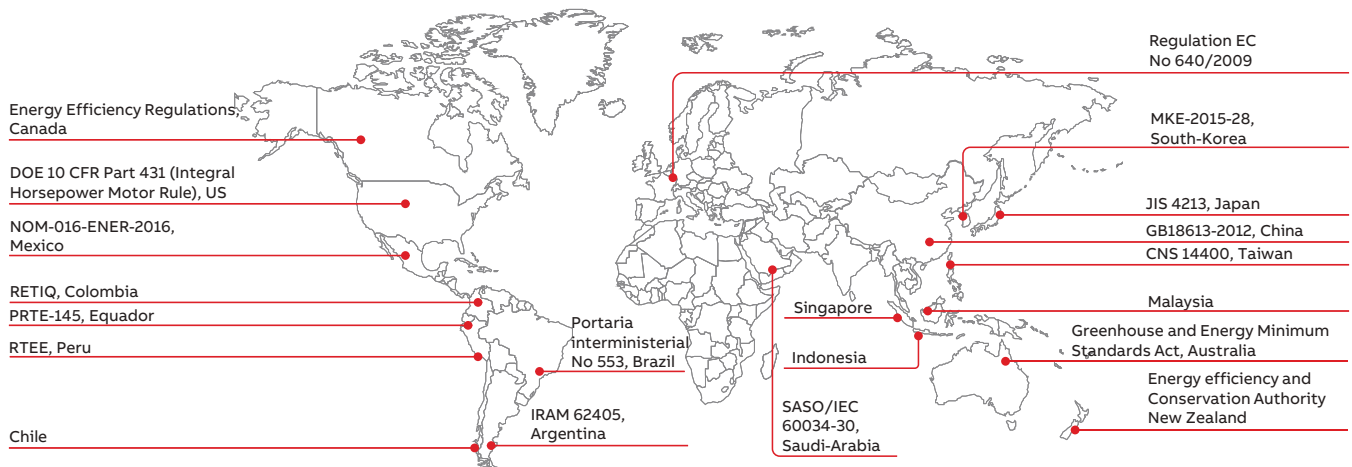 Energy Efficiency Regulations,
Canada
DOE 10 CFR Part 431 (Integral
Horsepower Motor Rule), US
NOM-016-ENER-2016,
Mexico
RETIQ, Colombia
PRTE-145, Equador
RTEE, Peru
Chile
Portaria
interministerial
No 553, Brazil
IRAM 62405,
Argentina
Singapore
Indonesia
SASO/IEC
60034-30,
Saudi-Arabia
Regulation EC
No 640/2009
MKE-2015-28,
South-Korea
JIS 4213, Japan
GB18613-2012, China
CNS 14400, Taiwan
Malaysia
Greenhouse and Energy Minimum
Standards Act, Australia
Energy efficiency and
Conservation Authority
New Zealand